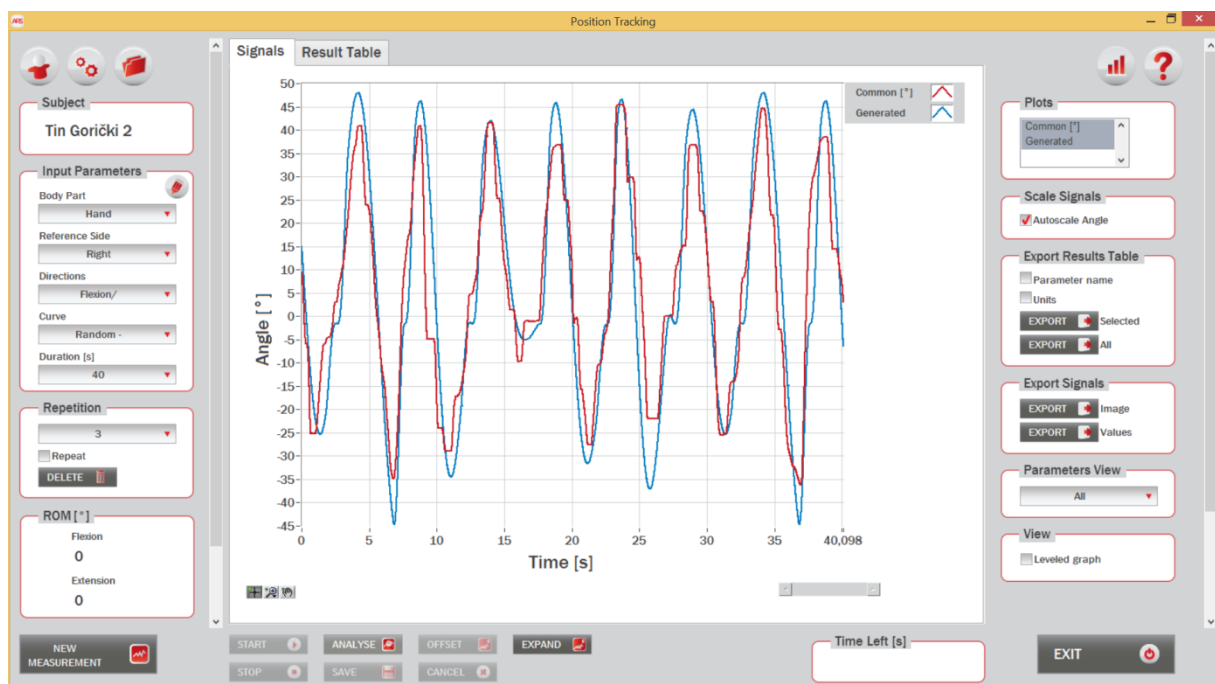 ARS
Position Tracking
Subject
Tin Gorički 2
Input Parameters
Body Part
Hand
Reference Side
Right
Directions
Flexion/
Curve
Random -
Duration [s]
40
Repetition
3
Repeat
DELETE
ROM [°]
Flexion
0
Extension
0
NEW
MEASUREMENT
Signals
Result Table
Common [°]
Generated
Angle [°]
50
45
40
35
30
25
20
15
10
5
0
-5
-10
-15
-20
-25
-30
-35
-40
-45
0
5
10
15
20
25
30
35
40,098
Time [s]
START
ANALYSE
OFFSET
EXPAND
STOP
SAVE
CANCEL
Time Left [s]
Plots
Common [°]
Generated
Scale Signals
Autoscale Angle
Export Results Table
Parameter name
Units
EXPORT Selected
EXPORT All
Export Signals
EXPORT Image
EXPORT Values
Parameters View
All
View
Leveled graph
EXIT